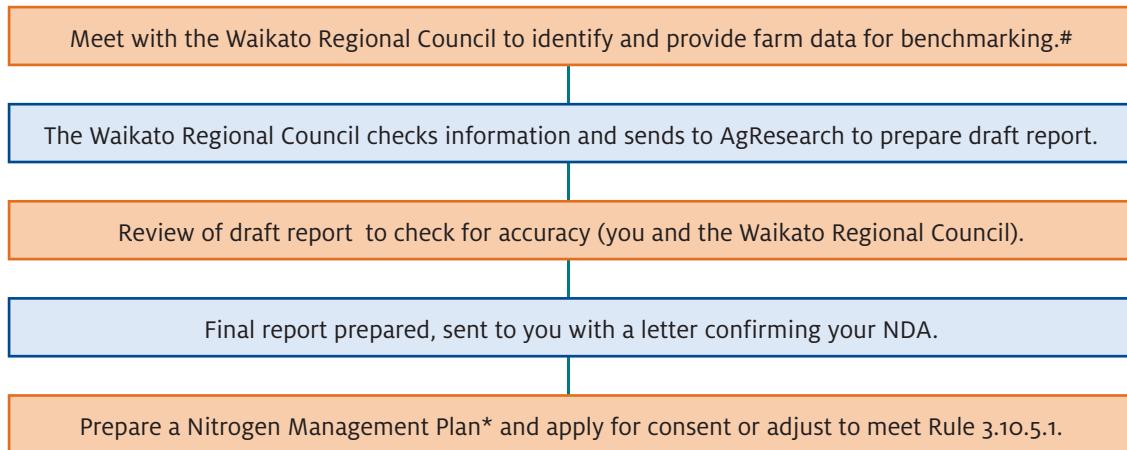 Meet with the Waikato Regional Council to identify and provide farm data for benchmarking.#
The Waikato Regional Council checks information and sends to AgResearch to prepare draft report.
Review of draft report to check for accuracy (you and the Waikato Regional Council).
Final report prepared, sent to you with a letter confirming your NDA.
Prepare a Nitrogen Management Plan* and apply for consent or adjust to meet Rule 3.10.5.1.